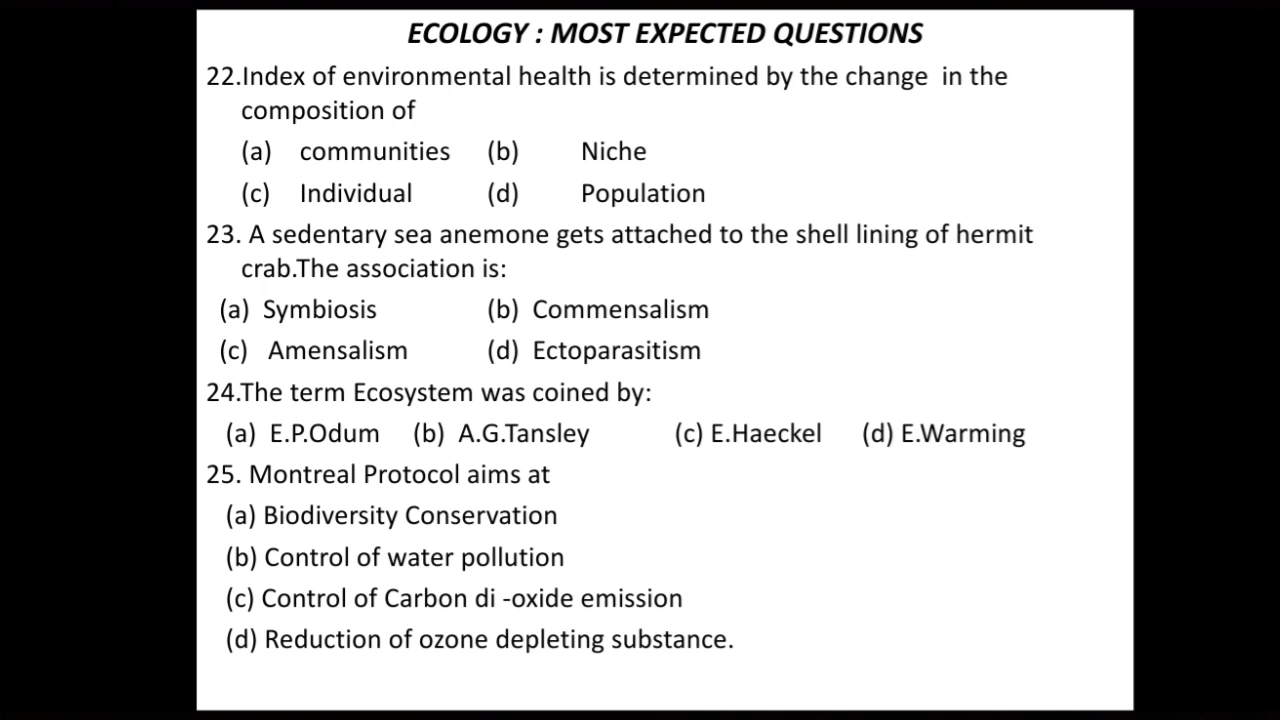 ECOLOGY : MOST EXPECTED QUESTIONS
22.Index of environmental health is determined by the change in the
composition of
(a) communities (b) Niche
(c) Individual (d) Population
23. A sedentary sea anemone gets attached to the shell lining of hermit
crab.The association is:
(a) Symbiosis (b) Commensalism
(c) Amensalism (d) Ectoparasitism
24.The term Ecosystem was coined by:
(a) E.P.Odum (b) A.G.Tansley (c) E.Haeckel (d) E.Warming
25. Montreal Protocol aims at
(a) Biodiversity Conservation
(b) Control of water pollution
(c) Control of Carbon di -oxide emission
(d) Reduction of ozone depleting substance.